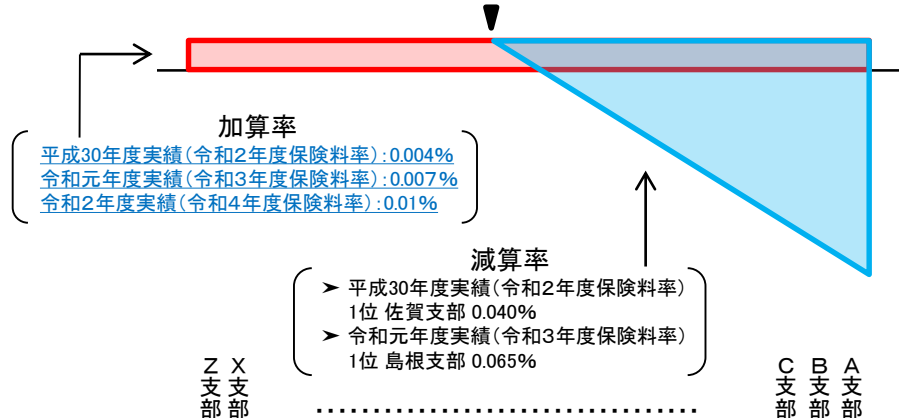 加算率
平成30年度実績(令和2年度保険料率):0.004%
令和元年度実績(令和3年度保険料率):0.007%
令和2年度実績(令和4年度保険料率):0.01%
減算率
➤ 平成30年度実績(令和2年度保険料率)
1位 佐賀支部 0.040%
➤ 令和元年度実績(令和3年度保険料率)
1位 島根支部 0.065%
Z支部
X支部
C支部
B支部
A支部